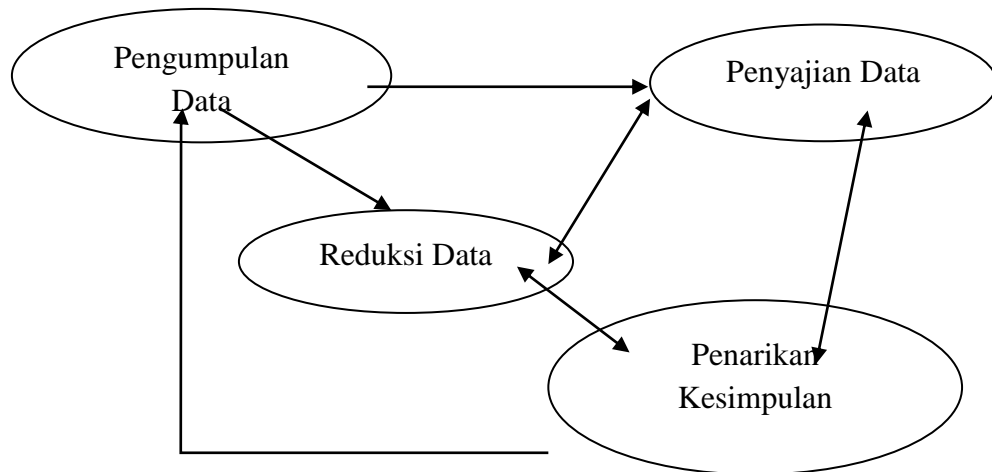 Pengumpulan
Data
Penyajian Data
Reduksi Data
Penarikan
Kesimpulan